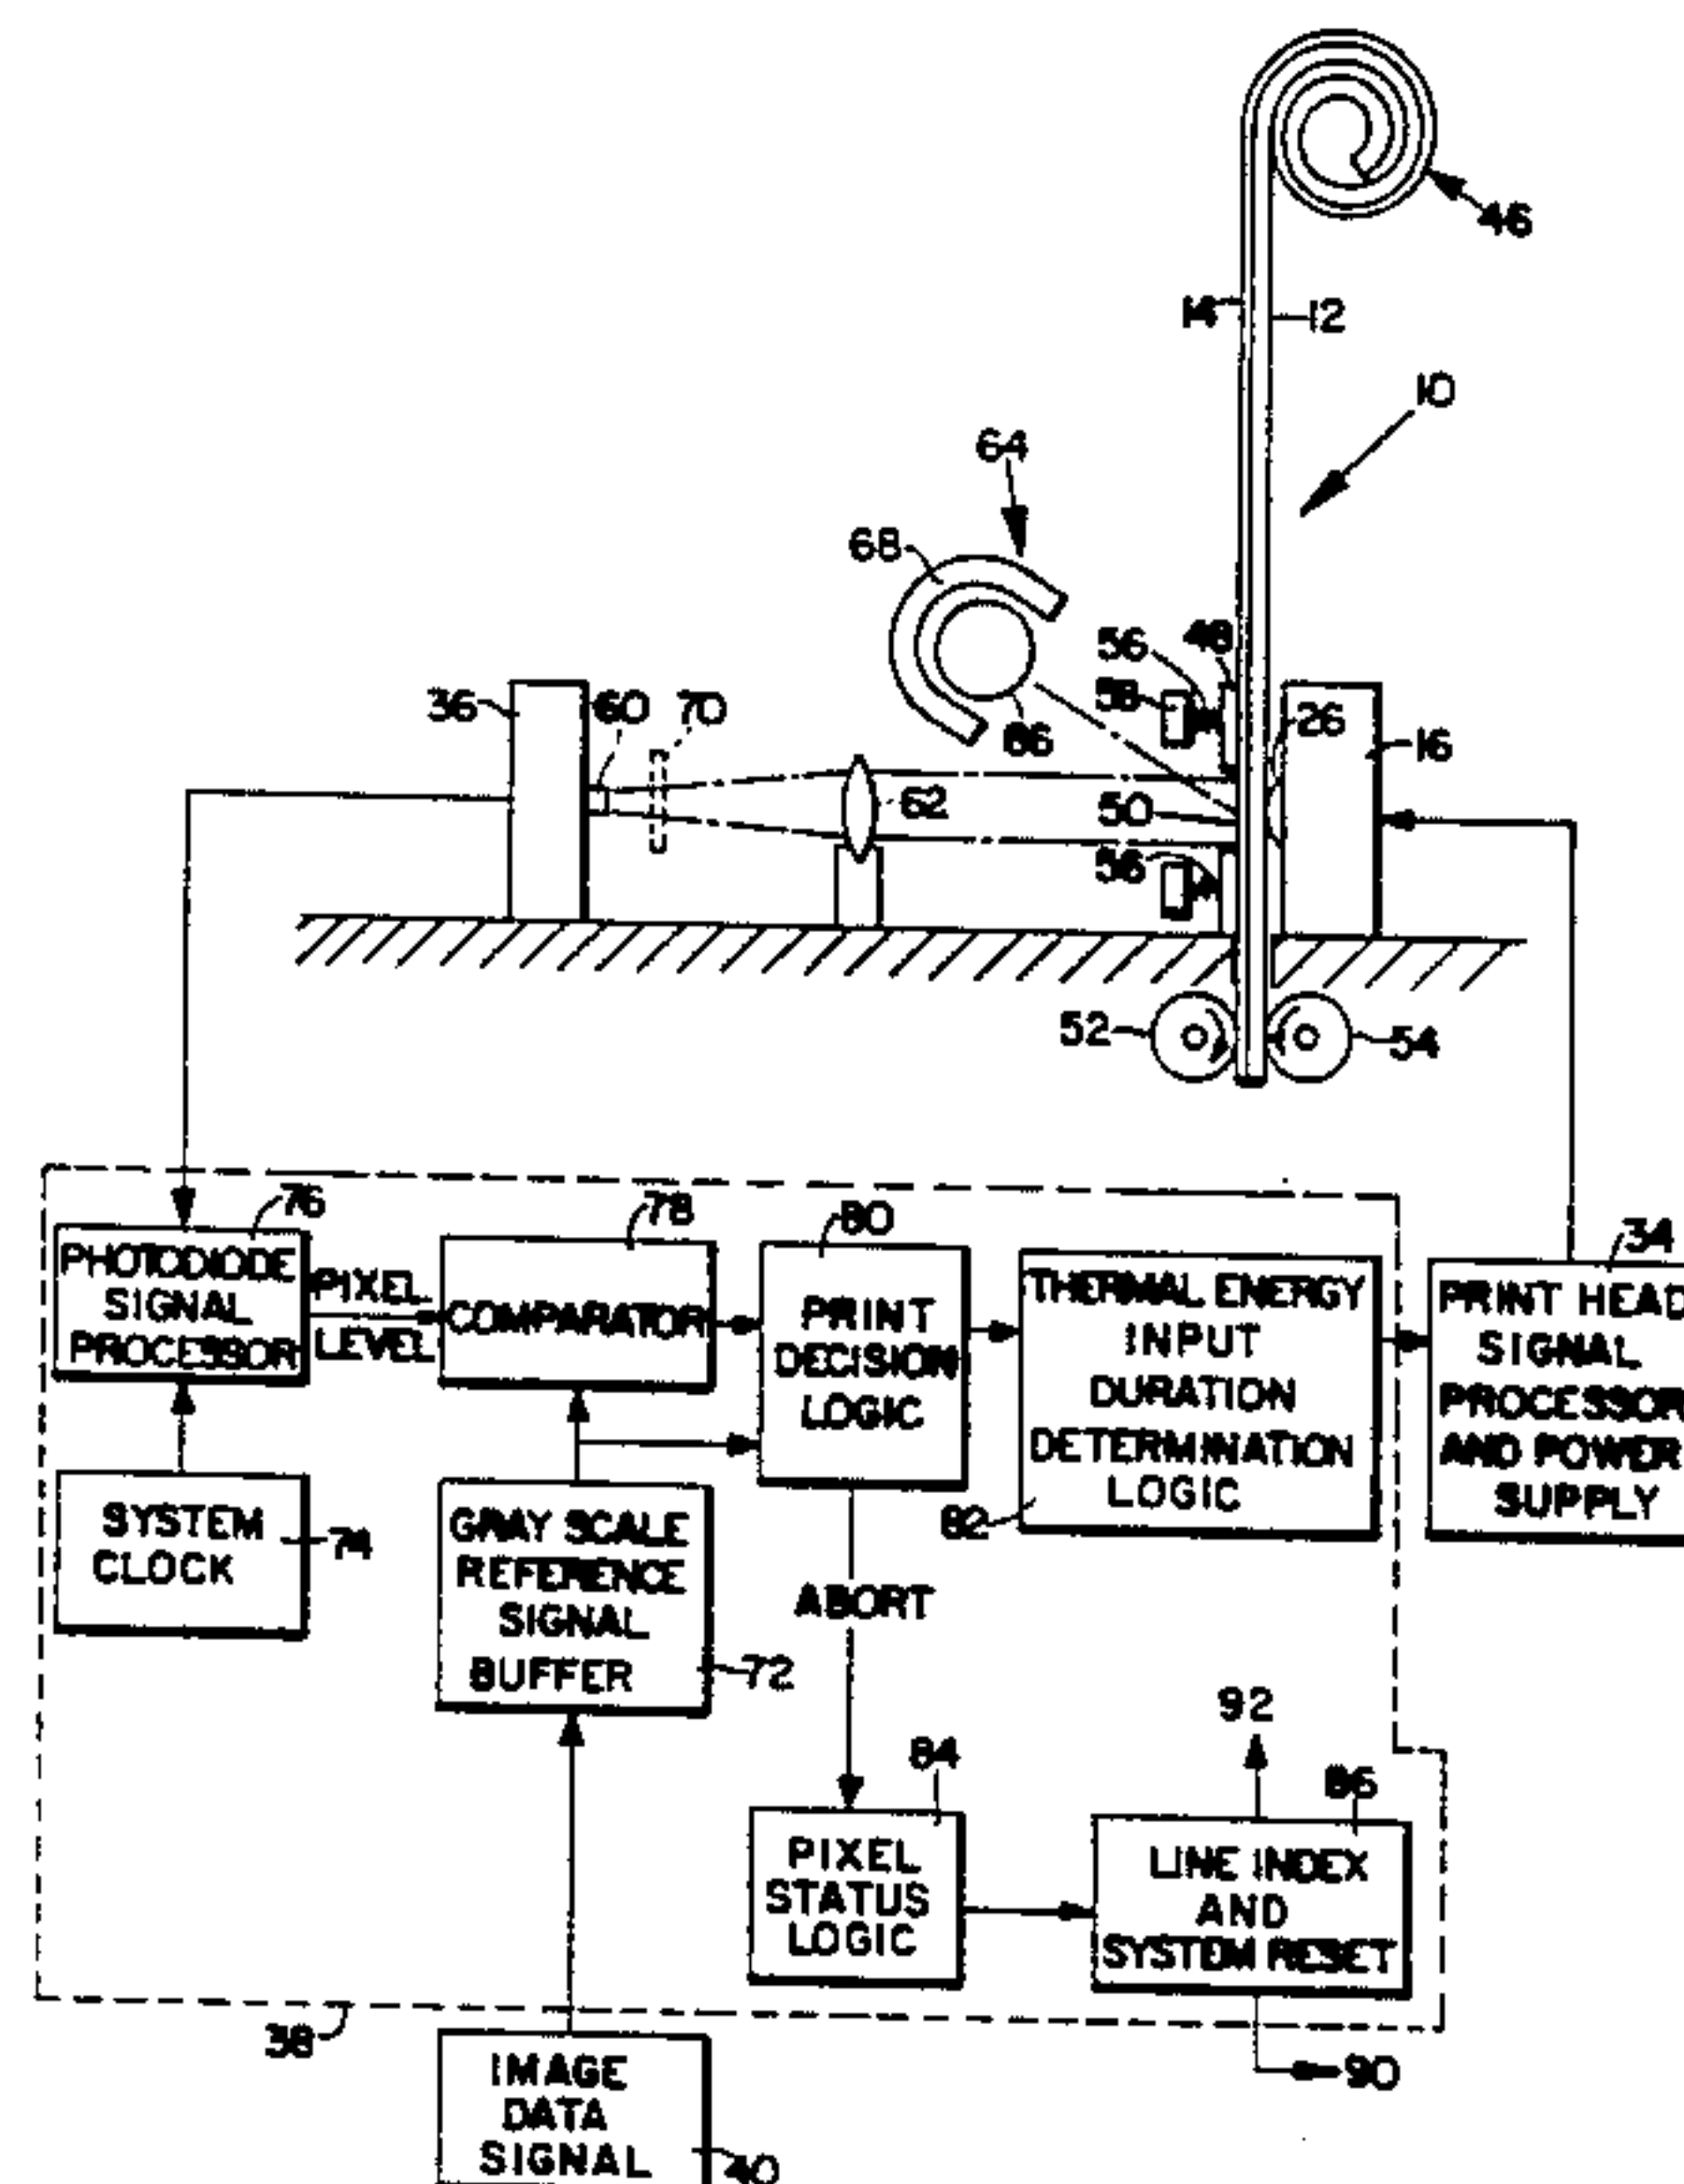 46
14
12
10
64
68
56
48
58
36
60
70
66
26
16
62
50
56
52
54
76
78
80
34
PHOTODIODE
SIGNAL
PROCESSOR
PIXEL
LEVEL
COMPARATOR
PRINT
DECISION
LOGIC
THERMAL ENERGY
INPUT
DURATION
DETERMINATION
LOGIC
82
PRINT HEAD
SIGNAL
PROCESSOR
AND POWER
SUPPLY
SYSTEM
CLOCK
74
GRAY SCALE
REFERENCE
SIGNAL
BUFFER
72
ABORT
92
84
86
PIXEL
STATUS
LOGIC
LINE INDEX
AND
SYSTEM RESET
38
90
IMAGE
DATA
SIGNAL
40